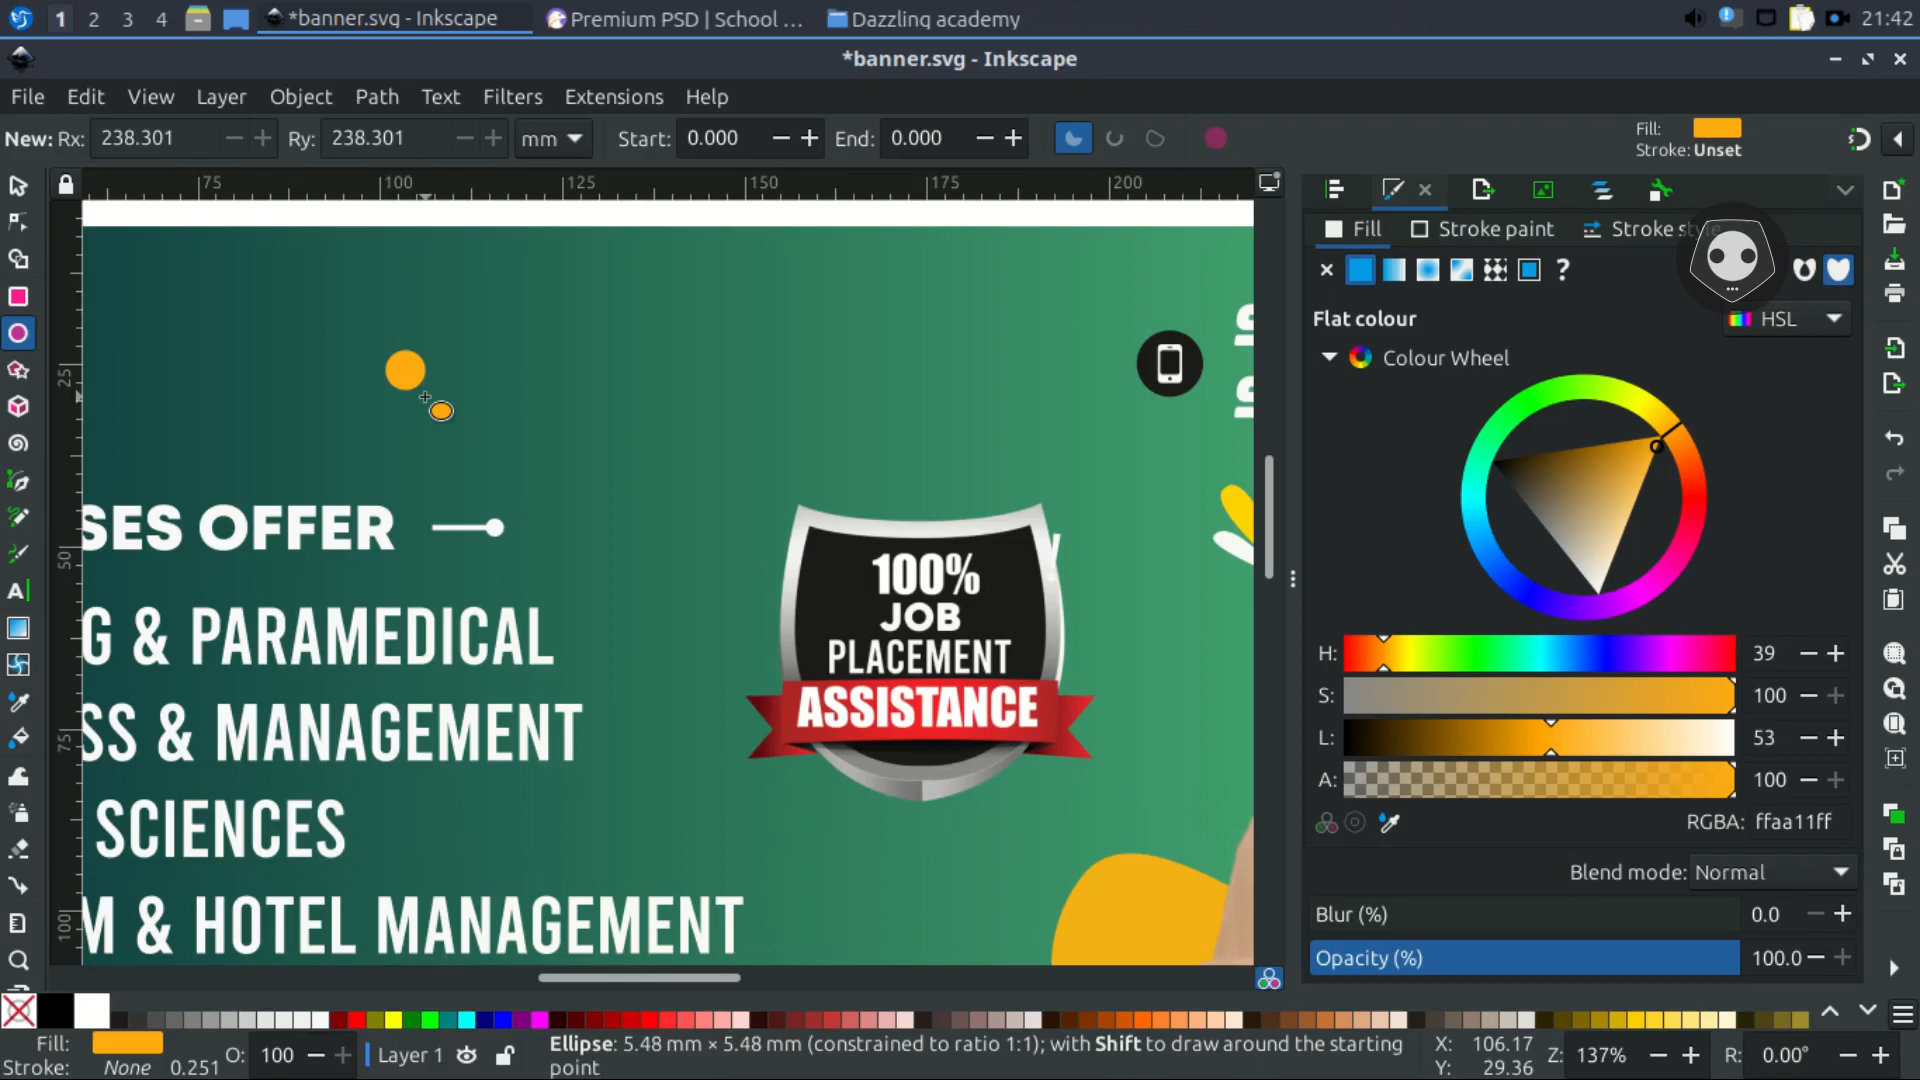 1 2 3 4 *banner.svg - Inkscape Premium PSD | School ... Dazzling academy 21:42
*banner.svg - Inkscape
File Edit View Layer Object Path Text Filters Extensions Help
New: Rx: 238.301 Ry: 238.301 mm Start: 0.000 End: 0.000
Fill:
Stroke: Unset
75 100 125 150 175 200
25
50
75
100
SES OFFER
G & PARAMEDICAL
SS & MANAGEMENT
SCIENCES
M & HOTEL MANAGEMENT
100%
JOB
PLACEMENT
ASSISTANCE
Fill Stroke paint Stroke style
Flat colour HSL
Colour Wheel
H: 39
S: 100
L: 53
A: 100
RGBA: ffaa11ff
Blend mode: Normal
Blur (%) 0.0
Opacity (%) 100.0
Fill:
Stroke: None 0.251
O: 100
Layer 1
Ellipse: 5.48 mm × 5.48 mm (constrained to ratio 1:1); with Shift to draw around the starting
point
X: 106.17
Y: 29.36
Z: 137%
R: 0.00°